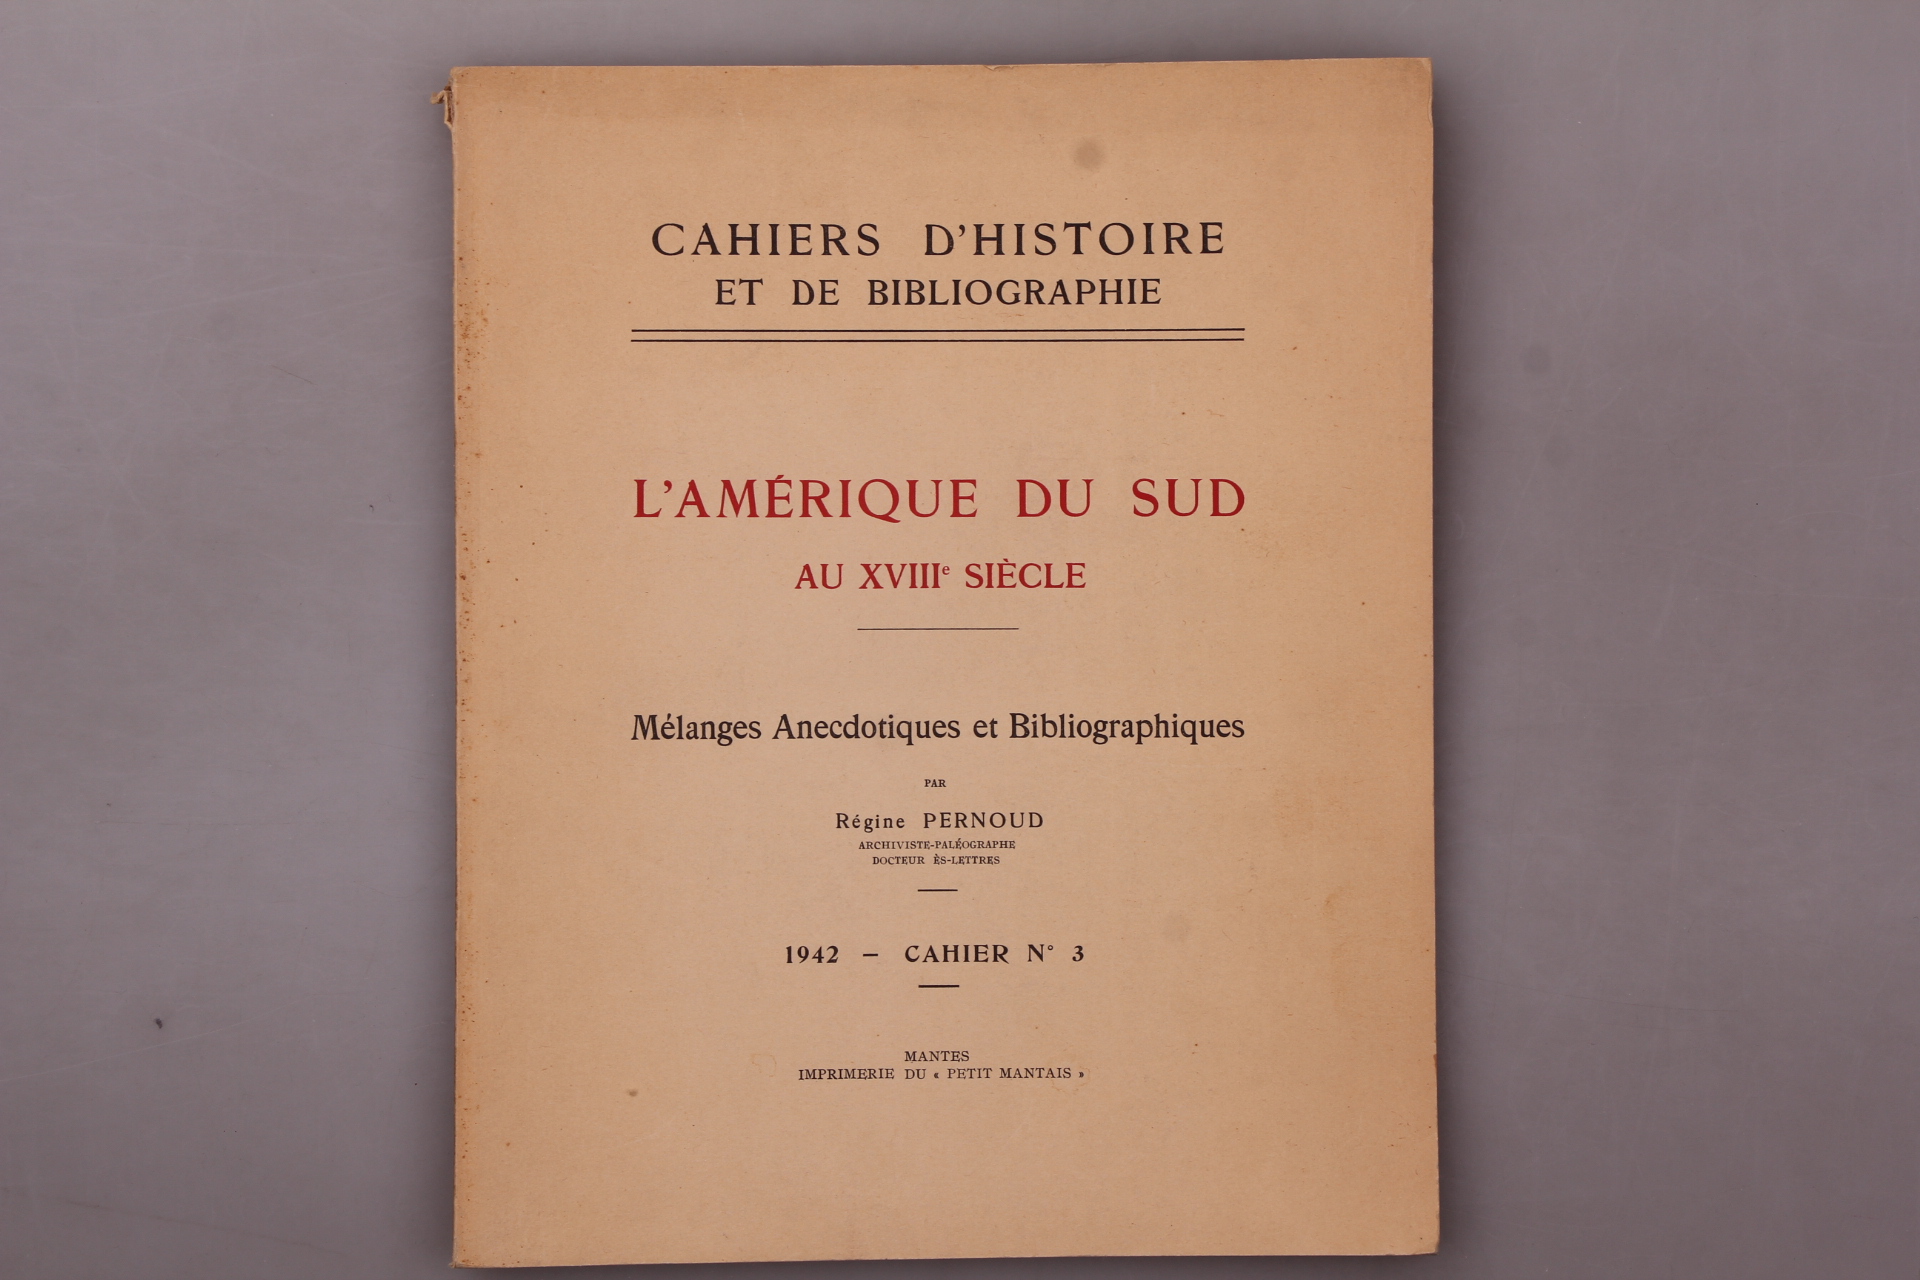 CAHIERS D'HISTOIRE
ET DE BIBLIOGRAPHIE
L'AMÉRIQUE DU SUD
AU XVIIIe SIÈCLE
Mélanges Anecdotiques et Bibliographiques
PAR
Régine PERNOUD
ARCHIVISTE-PALÉOGRAPHE
DOCTEUR ÈS-LETTRES
1942 — CAHIER N° 3
MANTES
IMPRIMERIE DU « PETIT MANTAIS »